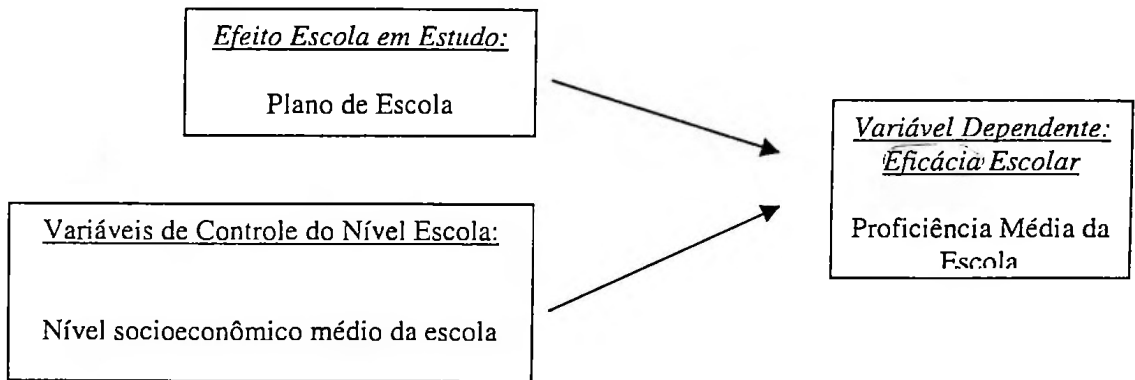 Efeito Escola em Estudo:
Plano de Escola
Variável Dependente:
Eficácia Escolar
Proficiência Média da
Escola
Variáveis de Controle do Nível Escola:
Nível socioeconômico médio da escola